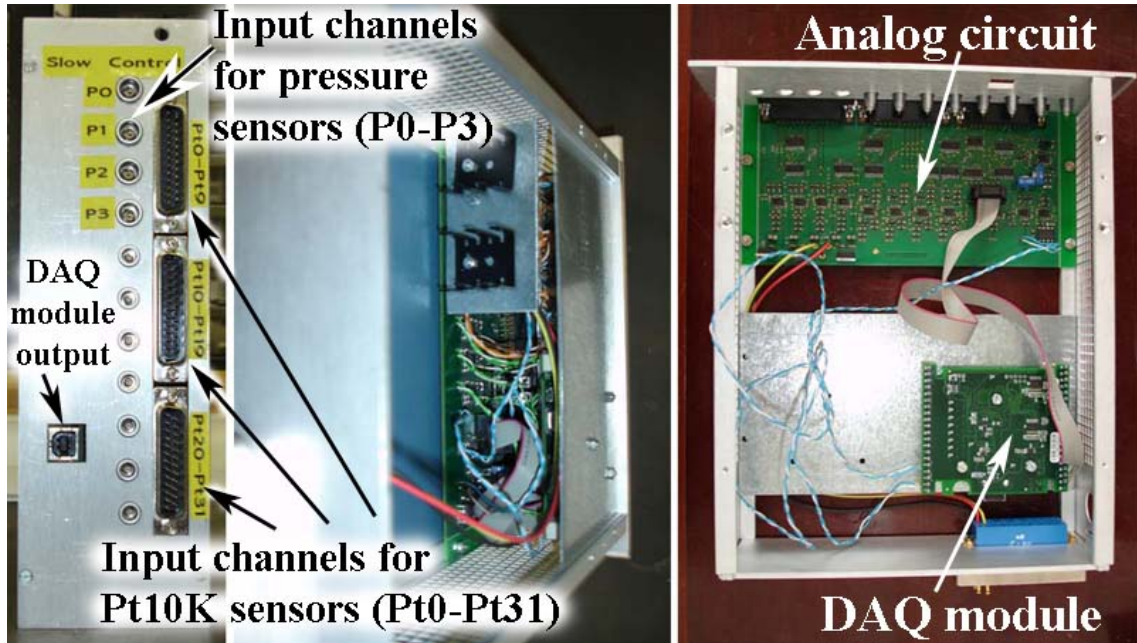 Input channels
for pressure
sensors (P0-P3)
Slow Control
P0
P1
P2
P3
Pt0-Pt9
Pt10-Pt19
Pt20-Pt31
DAQ
module
output
Input channels for
Pt10K sensors (Pt0-Pt31)
Analog circuit
DAQ module